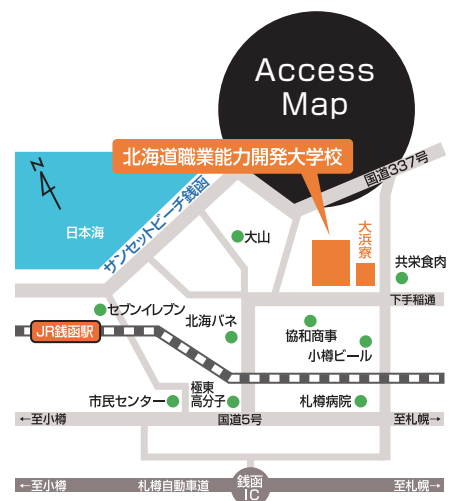 Access
Map
北海道職業能力開発大学校
国道337号
N
日本海
サンセットビーチ銭函
大山
大浜寮
共栄食肉
下手稲通
セブンイレブン
北海バネ
協和商事
小樽ビール
JR銭函駅
市民センター
極東
高分子
札樽病院
←至小樽
国道5号
至札幌→
←至小樽
札樽自動車道
銭函
IC
至札幌→